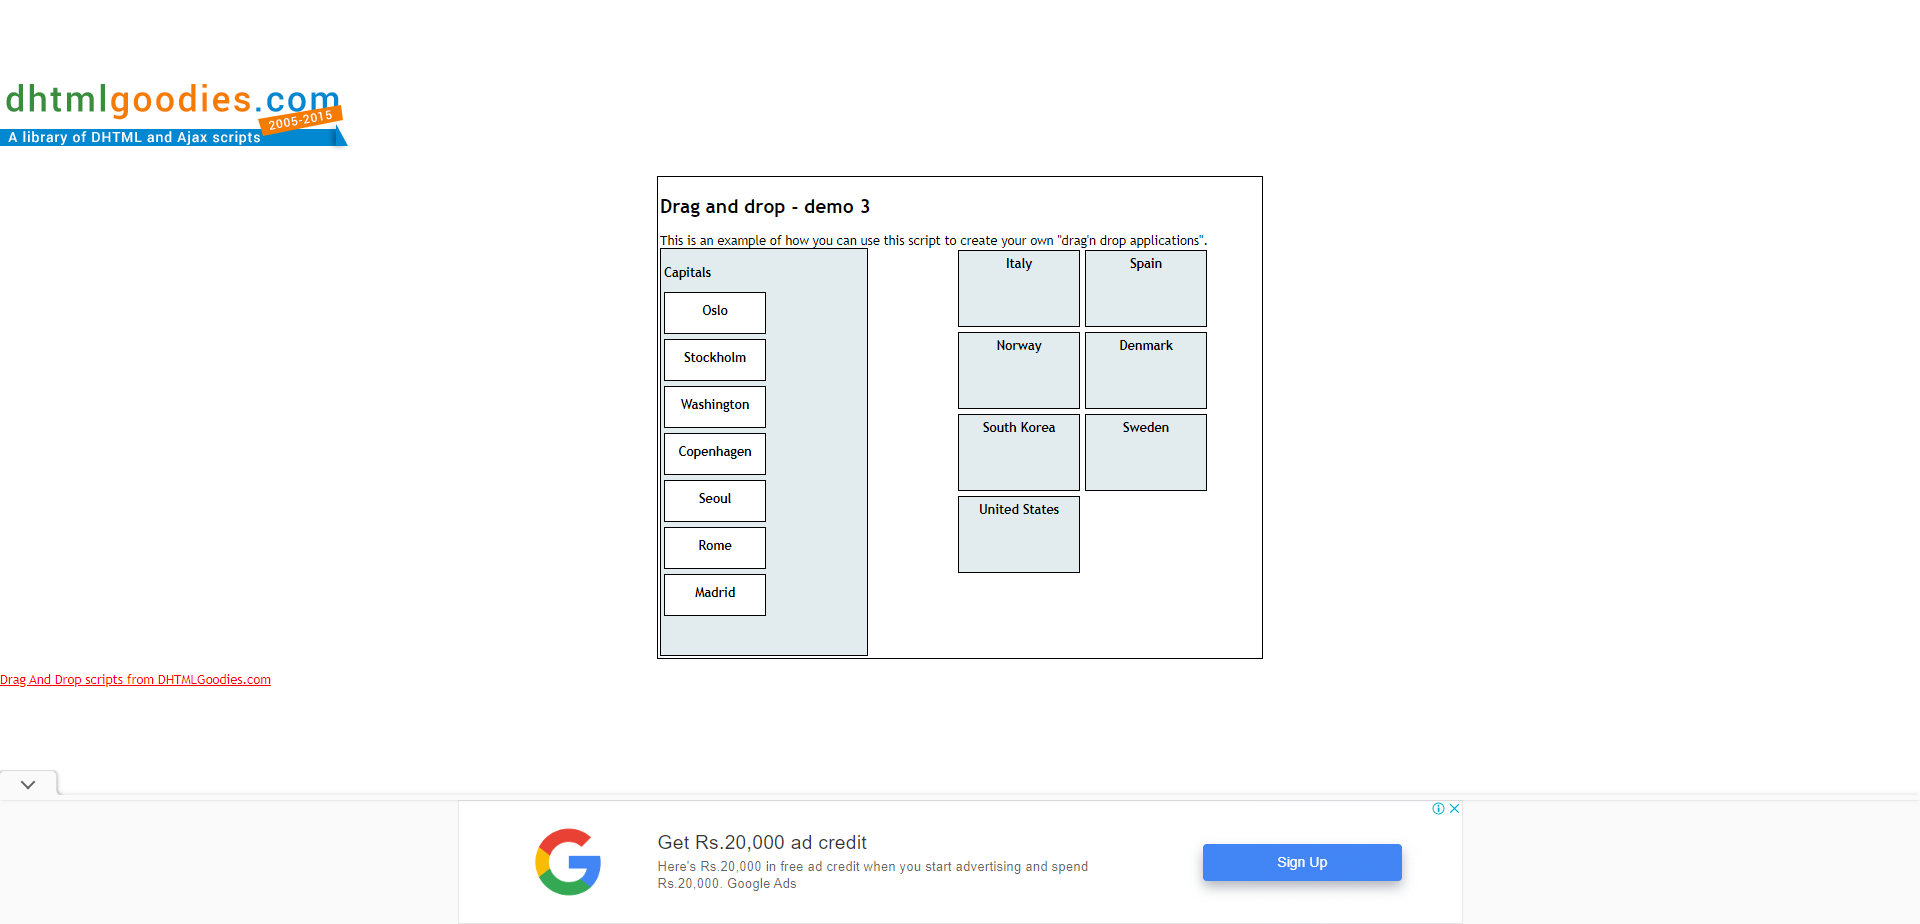 dhtmlgoodies.com
2005-2015
A library of DHTML and Ajax scripts
Drag and drop - demo 3
This is an example of how you can use this script to create your own "drag'n drop applications".
Capitals
Oslo
Stockholm
Washington
Copenhagen
Seoul
Rome
Madrid
Italy
Spain
Norway
Denmark
South Korea
Sweden
United States
Drag And Drop scripts from DHTMLGoodies.com
Get Rs.20,000 ad credit
Here's Rs.20,000 in free ad credit when you start advertising and spend
Rs.20,000. Google Ads
Sign Up